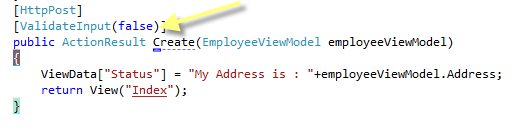 [HttpPost]
[ValidateInput(false)]
public ActionResult Create(EmployeeViewModel employeeViewModel)
{
ViewData["Status"] = "My Address is : "+employeeViewModel.Address;
return View("Index");
}